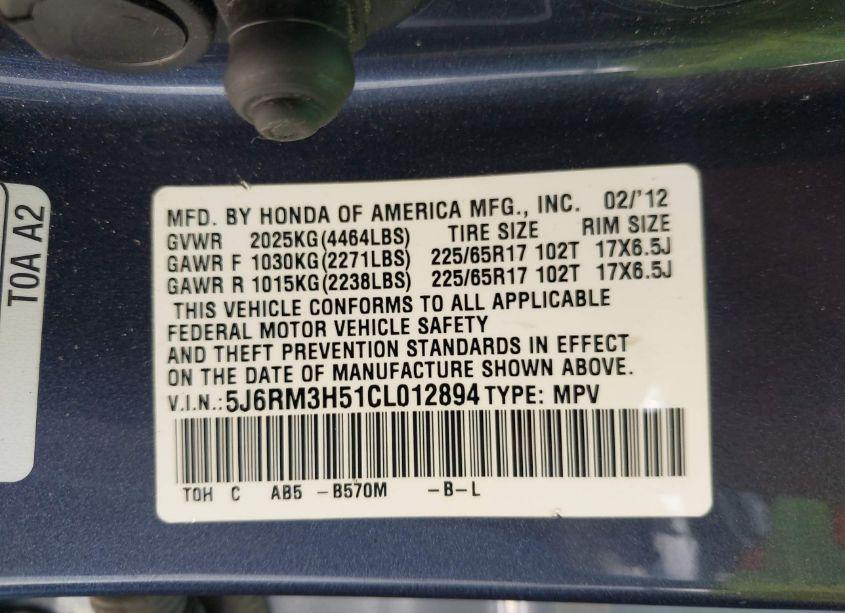 MFD. BY HONDA OF AMERICA MFG., INC. 02/'12
GVWR 2025KG(4464LBS) TIRE SIZE RIM SIZE
GAWR F 1030KG(2271LBS) 225/65R17 102T 17X6.5J
GAWR R 1015KG(2238LBS) 225/65R17 102T 17X6.5J
THIS VEHICLE CONFORMS TO ALL APPLICABLE
FEDERAL MOTOR VEHICLE SAFETY
AND THEFT PREVENTION STANDARDS IN EFFECT
ON THE DATE OF MANUFACTURE SHOWN ABOVE.
V.I.N.: 5J6RM3H51CL012894 TYPE: MPV
TOH C AB5 -B570M -B-L
T0A A2